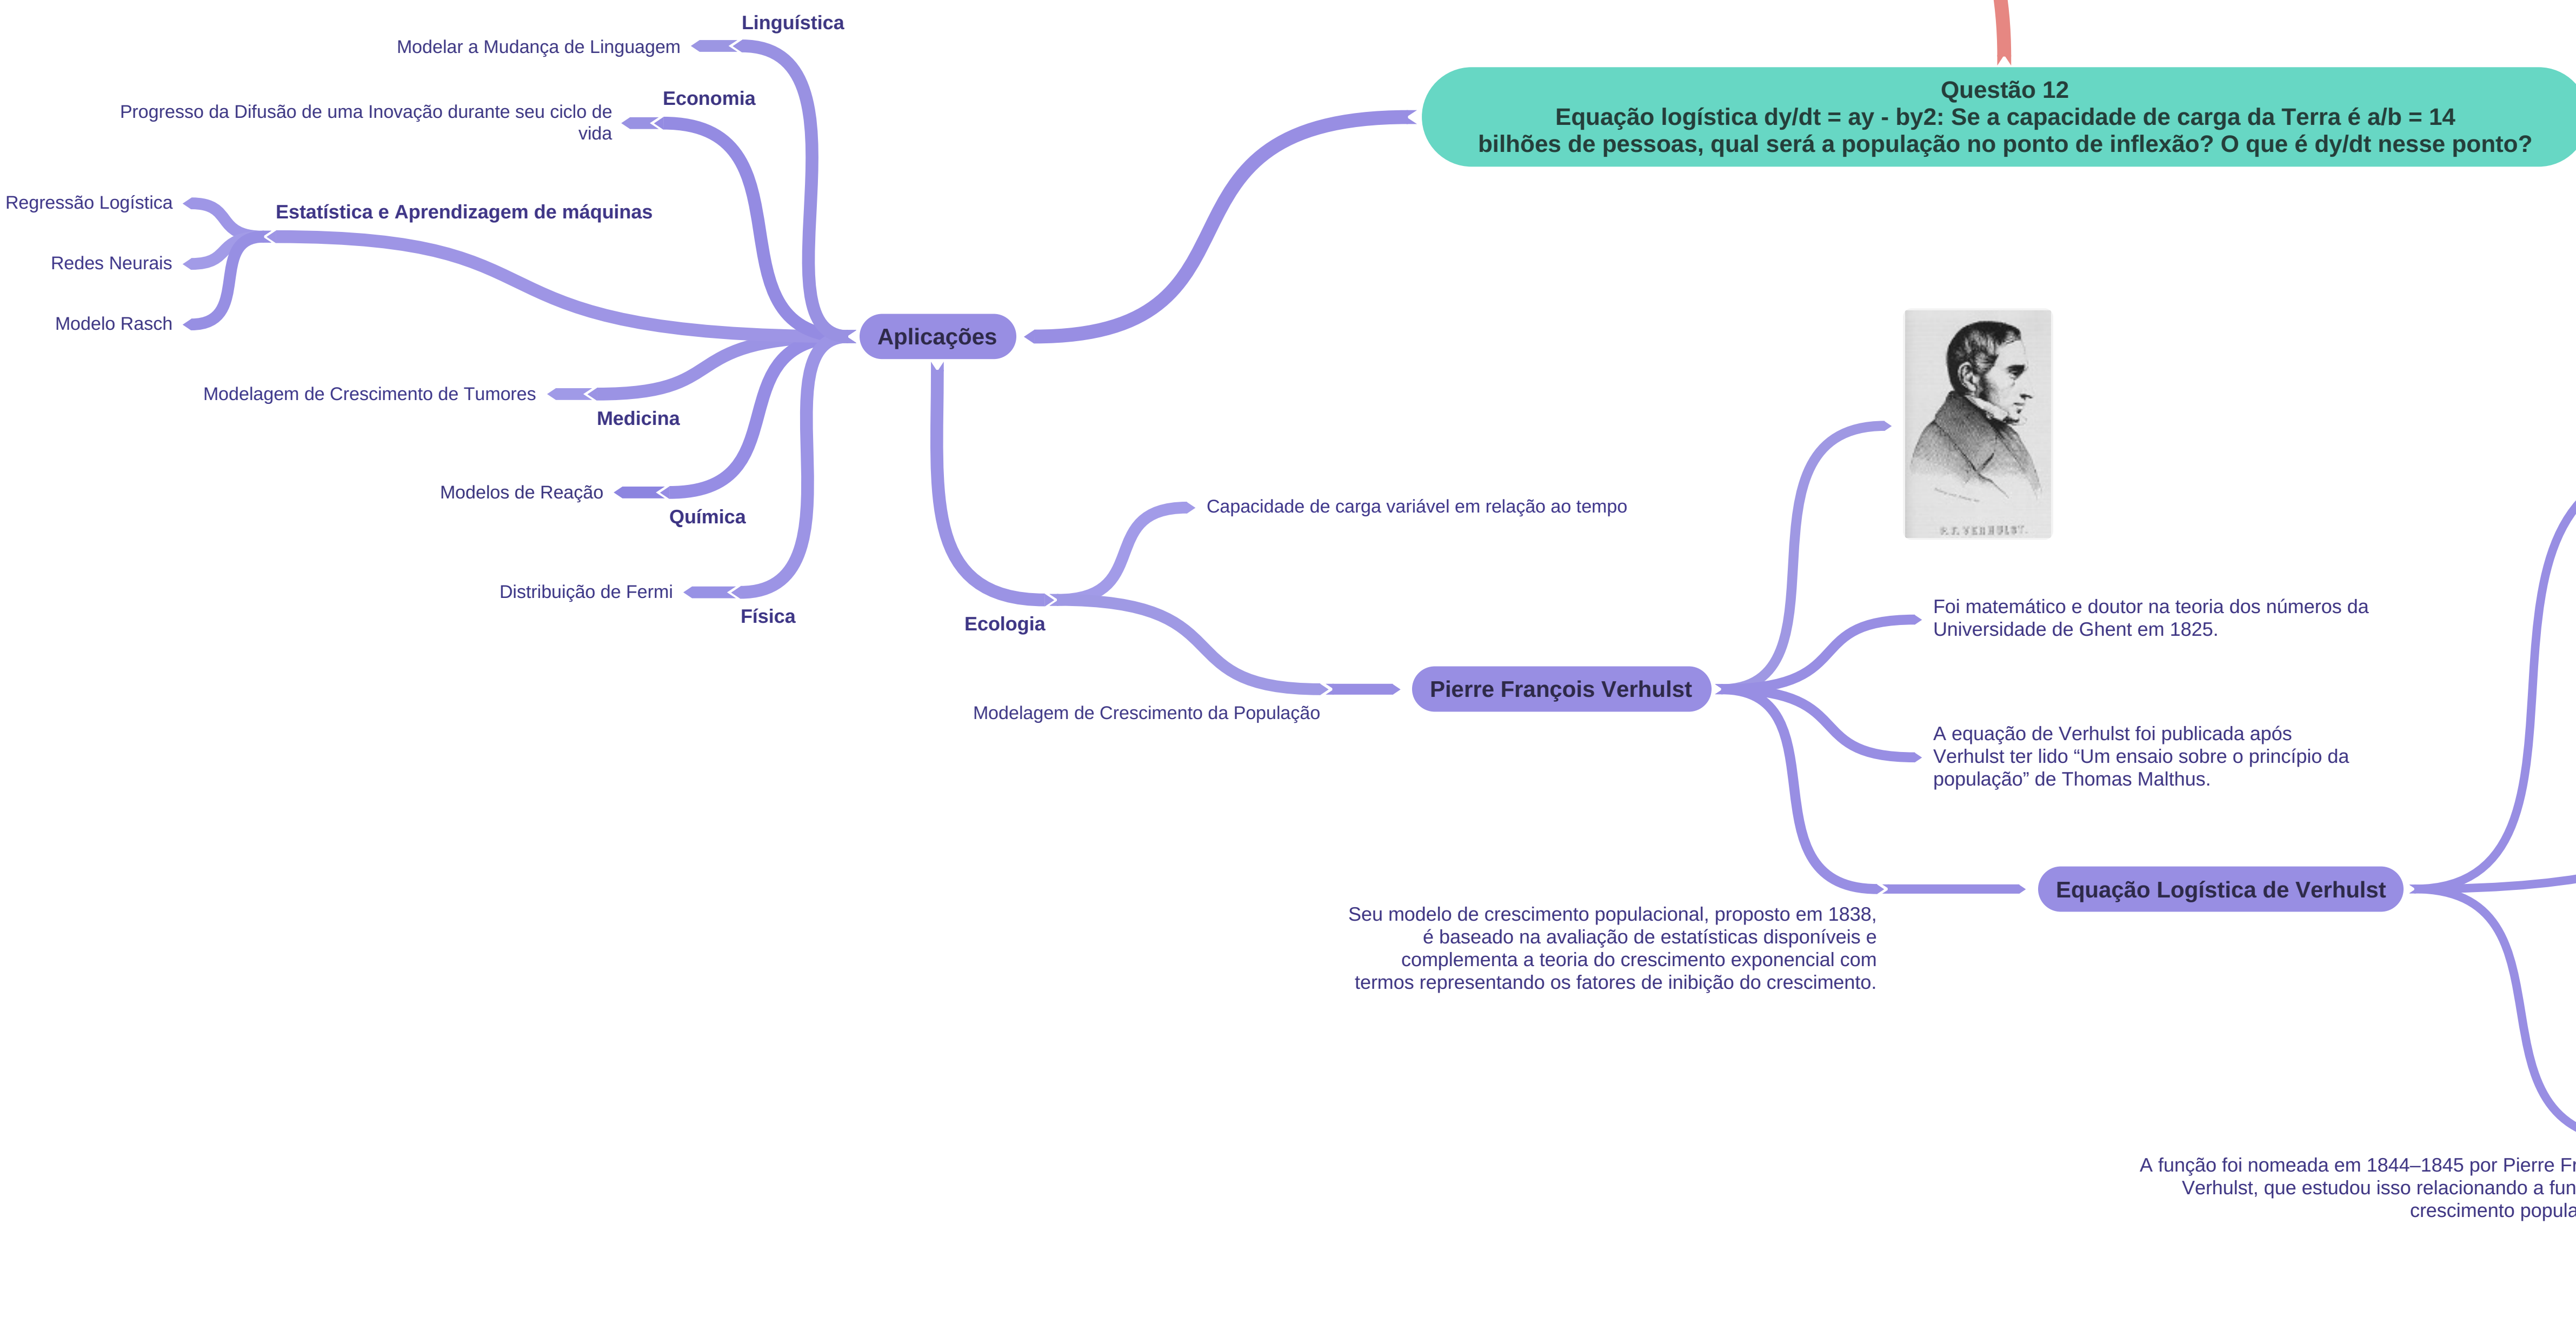 Linguística
Modelar a Mudança de Linguagem
Economia
Progresso da Difusão de uma Inovação durante seu ciclo de
vida
Estatística e Aprendizagem de máquinas
Regressão Logística
Redes Neurais
Modelo Rasch
Aplicações
Modelagem de Crescimento de Tumores
Medicina
Modelos de Reação
Química
Distribuição de Fermi
Física
Questão 12
Equação logística dy/dt = ay - by2: Se a capacidade de carga da Terra é a/b = 14
bilhões de pessoas, qual será a população no ponto de inflexão? O que é dy/dt nesse ponto?
Ecologia
Capacidade de carga variável em relação ao tempo
Modelagem de Crescimento da População
Pierre François Verhulst
P. F. VERHULST.
Foi matemático e doutor na teoria dos números da
Universidade de Ghent em 1825.
A equação de Verhulst foi publicada após
Verhulst ter lido “Um ensaio sobre o princípio da
população” de Thomas Malthus.
Seu modelo de crescimento populacional, proposto em 1838,
é baseado na avaliação de estatísticas disponíveis e
complementa a teoria do crescimento exponencial com
termos representando os fatores de inibição do crescimento.
Equação Logística de Verhulst
A função foi nomeada em 1844–1845 por Pierre Fr
Verhulst, que estudou isso relacionando a fun
crescimento popula